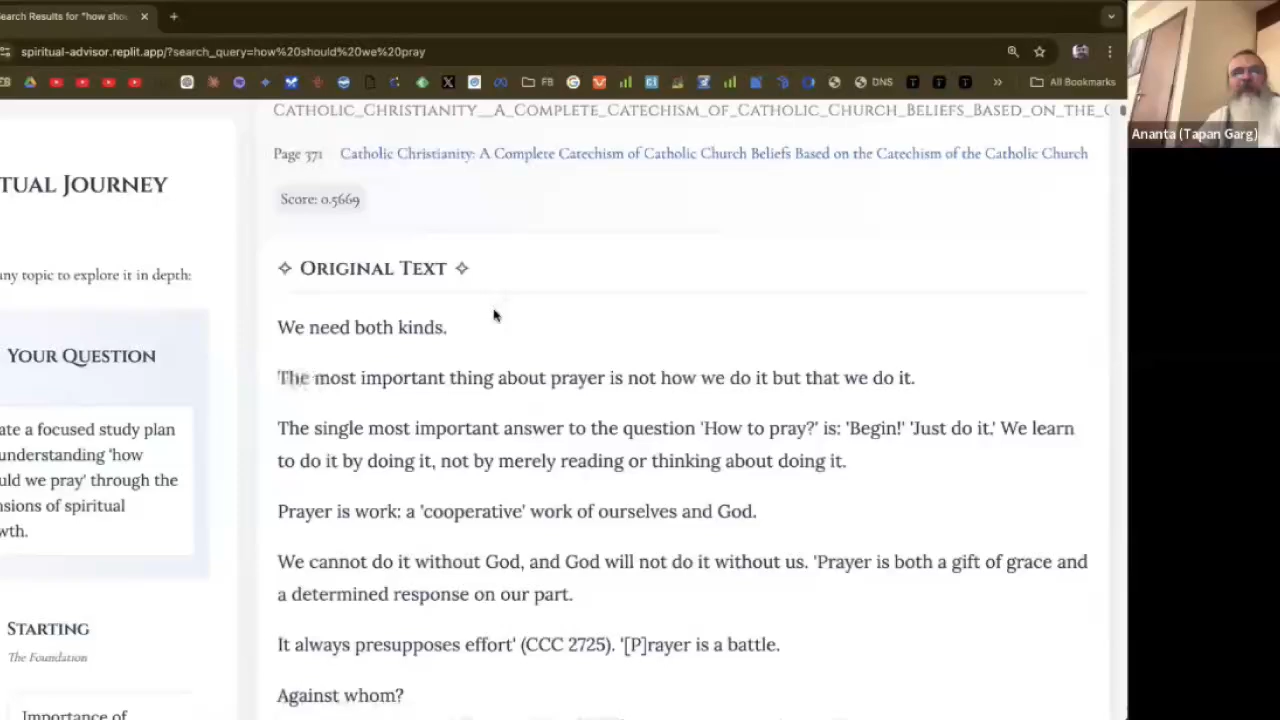 earch Results for "how shou
spiritual-advisor.replit.app/?search_query=how%20should%20we%20pray
FB
DNS
All Bookmarks
CATHOLIC_CHRISTIANITY__A_COMPLETE_CATECHISM_OF_CATHOLIC_CHURCH_BELIEFS_BASED_ON_THE_C
Page 371 Catholic Christianity: A Complete Catechism of Catholic Church Beliefs Based on the Catechism of the Catholic Church
Score: 0.5669
TUAL JOURNEY
ny topic to explore it in depth:
YOUR QUESTION
ate a focused study plan
understanding 'how
uld we pray' through the
nsions of spiritual
wth.
STARTING
The Foundation
Importance of
✧ ORIGINAL TEXT ✧
We need both kinds.
'The most important thing about prayer is not how we do it but that we do it.
The single most important answer to the question 'How to pray?' is: 'Begin!' 'Just do it.' We learn
to do it by doing it, not by merely reading or thinking about doing it.
Prayer is work: a 'cooperative' work of ourselves and God.
We cannot do it without God, and God will not do it without us. 'Prayer is both a gift of grace and
a determined response on our part.
It always presupposes effort' (CCC 2725). '[P]rayer is a battle.
Against whom?
Ananta (Tapan Garg)